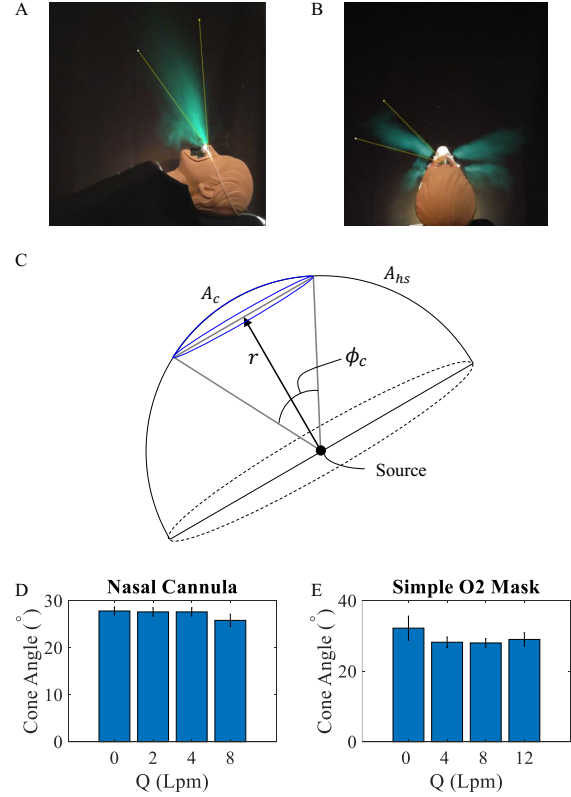 A
B
C
A_c
A_hs
r
ϕ_c
Source
D
Nasal Cannula
Cone Angle (°)
30
20
10
0
0 2 4 8
Q (Lpm)
E
Simple O2 Mask
Cone Angle (°)
40
20
0
0 4 8 12
Q (Lpm)